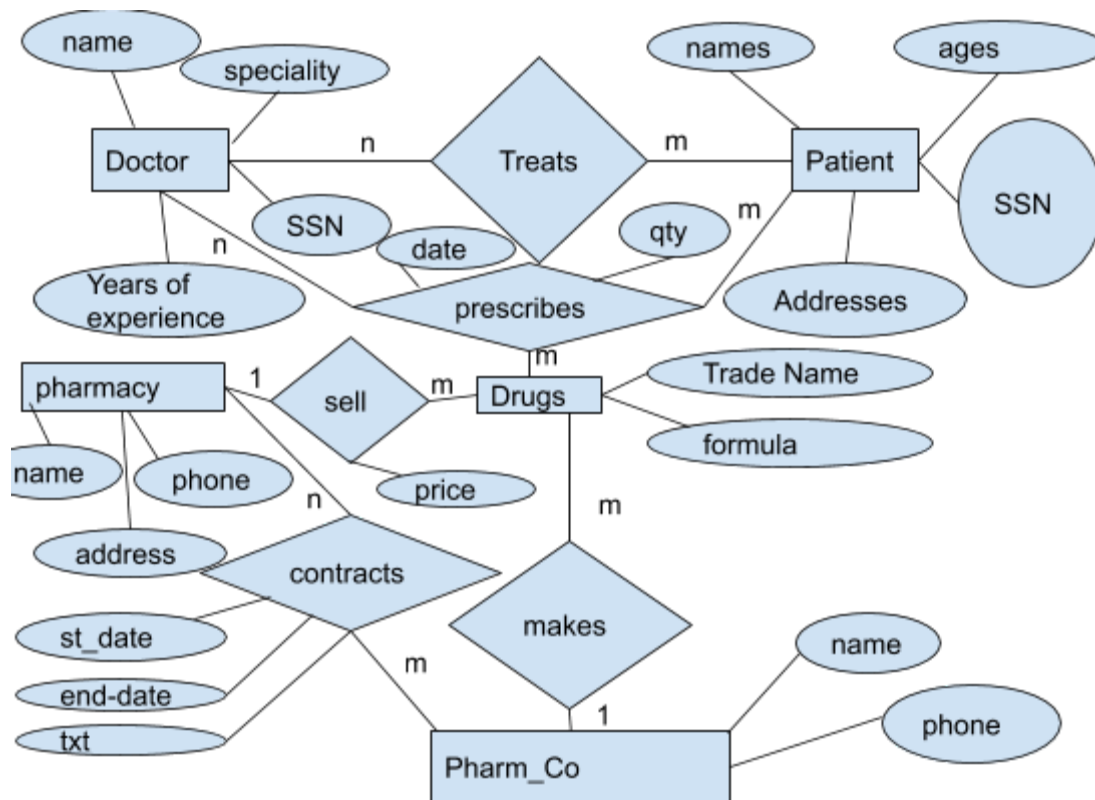 name
names
ages
speciality
n
m
Doctor
Treats
Patient
SSN
SSN
m
qty
n
date
Years of
experience
Addresses
prescribes
m
Trade Name
1
m
pharmacy
sell
Drugs
formula
name
phone
price
n
m
address
contracts
makes
st_date
name
m
end-date
1
phone
txt
Pharm_Co